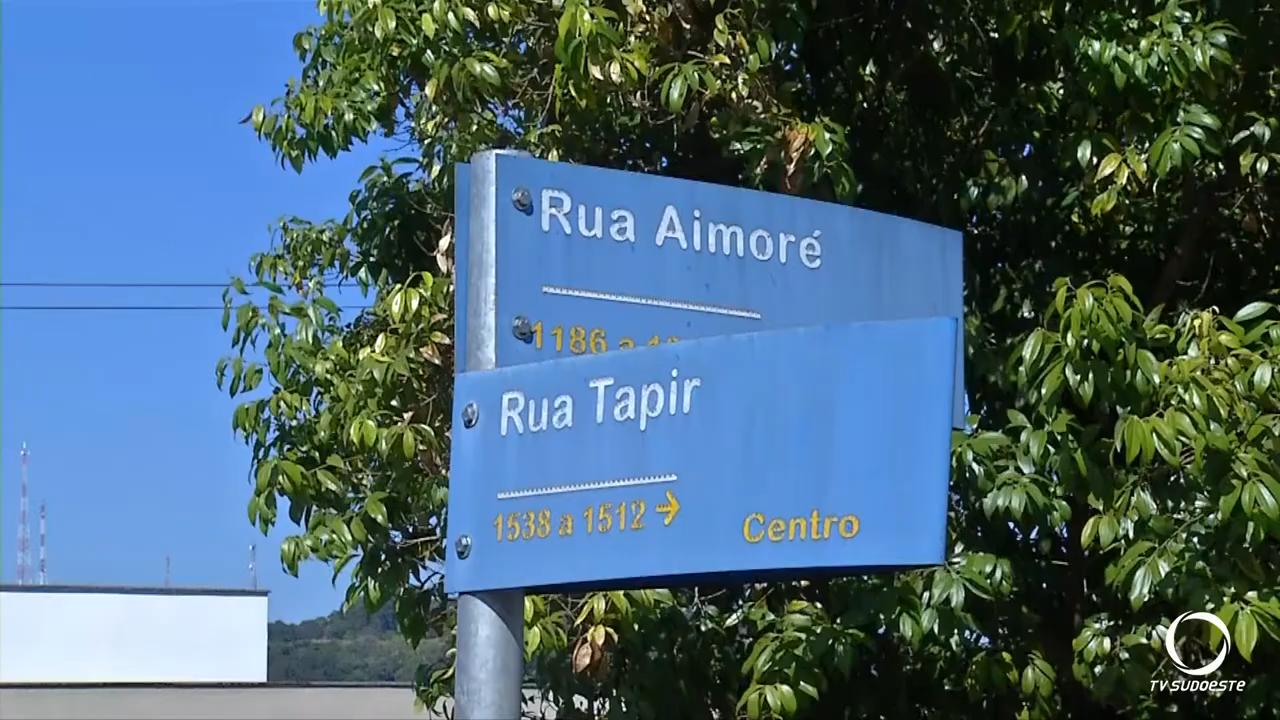 Rua Aimoré
1186 a
Rua Tapir
1538 a 1512 →
Centro
TV SUDOESTE